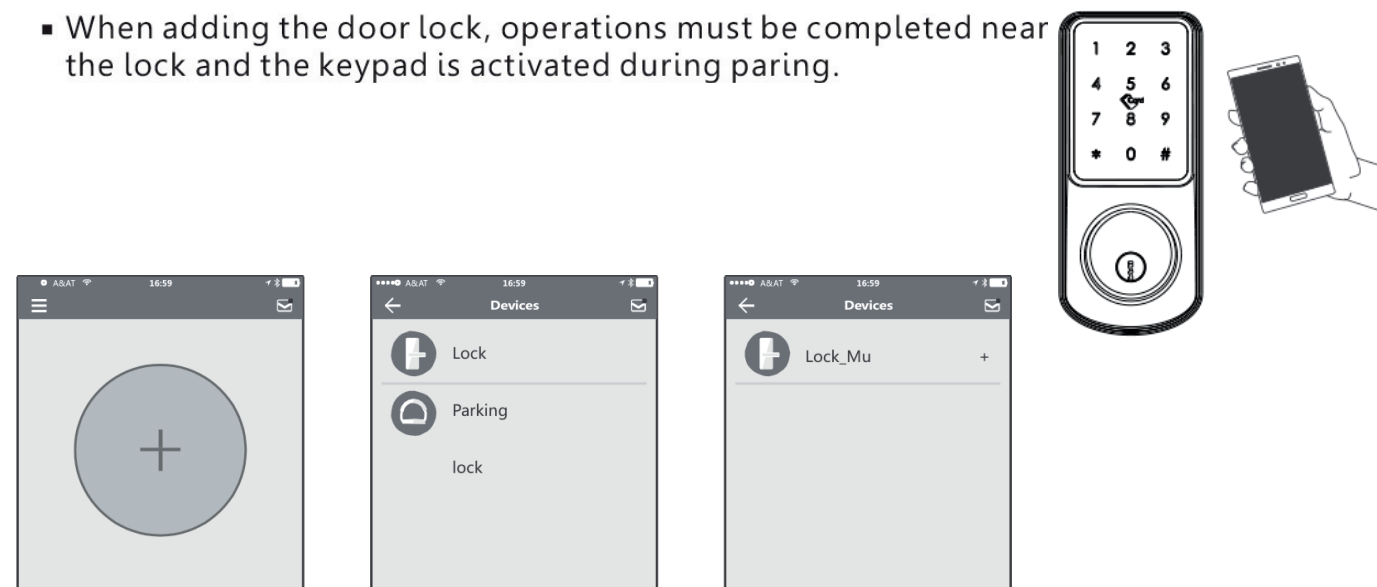 ▪ When adding the door lock, operations must be completed near
the lock and the keypad is activated during paring.
1 2 3
4 5 6
Card
7 8 9
* 0 #
A&AT 16:59
A&AT 16:59
Devices
Lock
Parking
lock
A&AT 16:59
Devices
Lock_Mu +